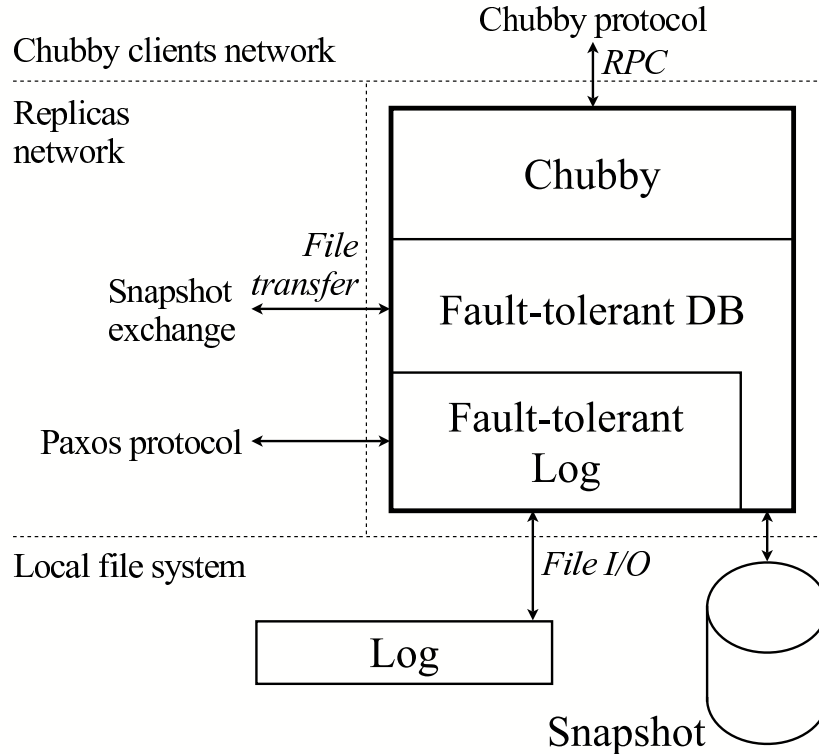 Chubby protocol
Chubby clients network
RPC
Replicas
network
Chubby
File
transfer
Snapshot
exchange
Fault-tolerant DB
Fault-tolerant
Log
Paxos protocol
Local file system
File I/O
Log
Snapshot